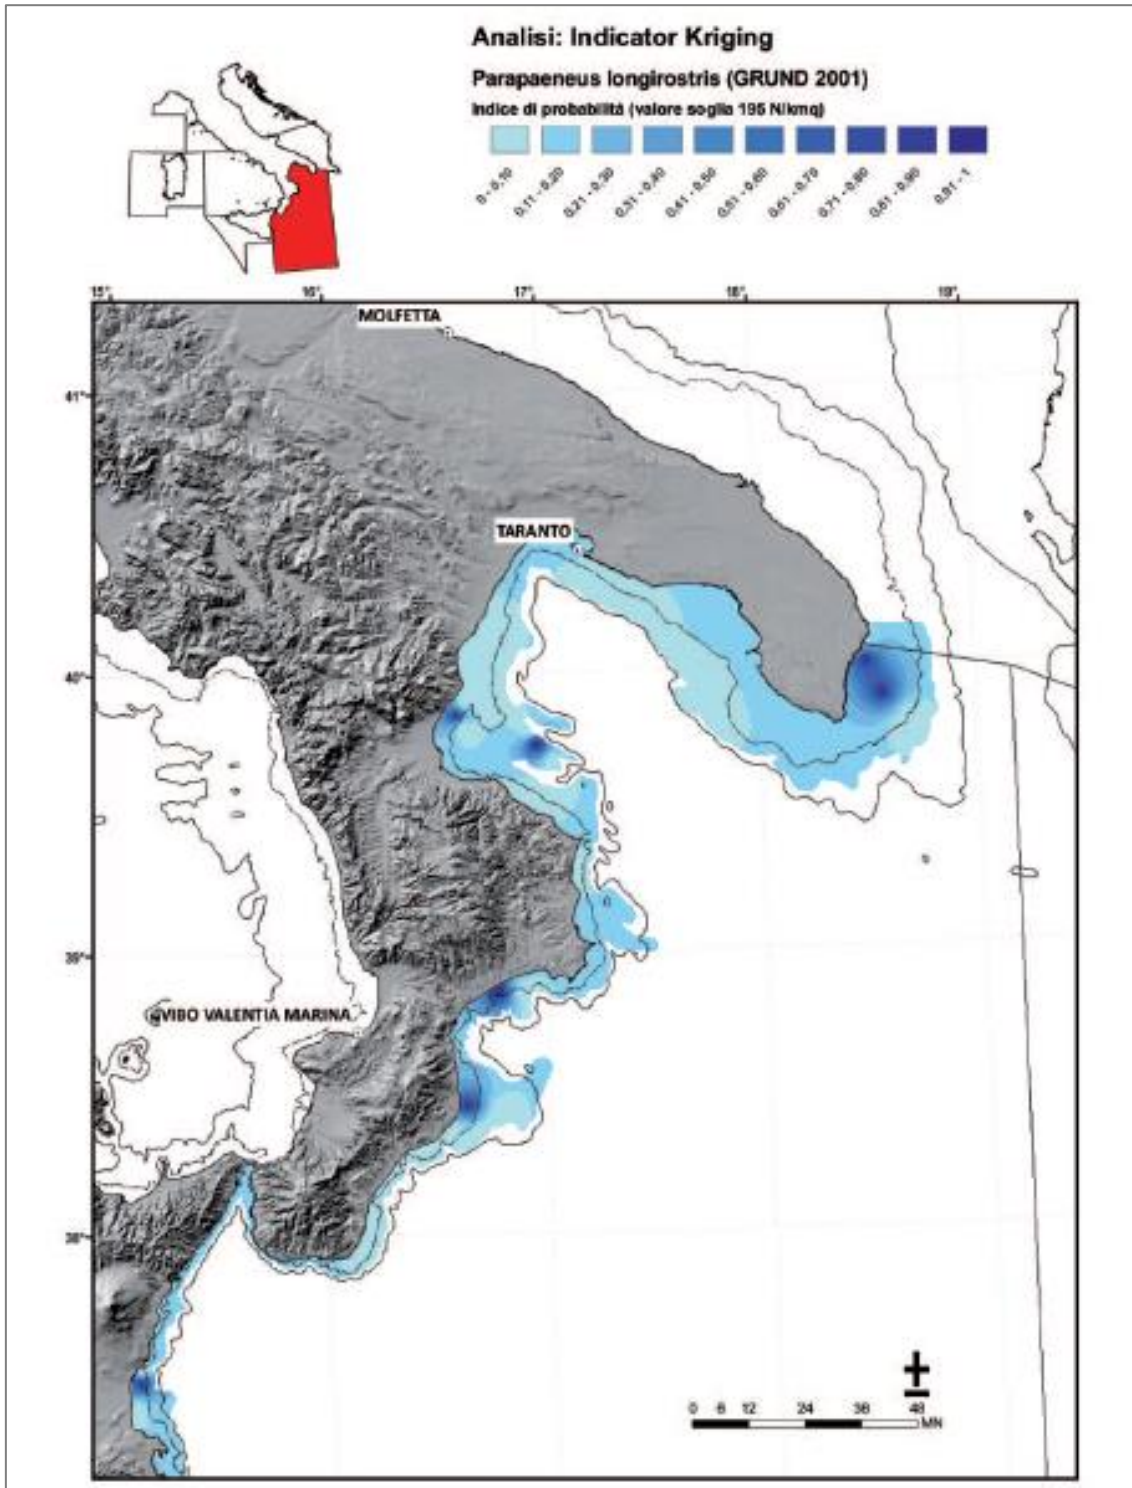 Analisi: Indicator Kriging
Parapaeneus longirostris (GRUND 2001)
Indice di probabilità (valore soglia 195 N/kmq)
0 - 0,10
0,11 - 0,20
0,21 - 0,30
0,31 - 0,40
0,41 - 0,50
0,51 - 0,60
0,61 - 0,70
0,71 - 0,80
0,81 - 0,90
0,91 - 1
15° 16° 17° 18° 19°
MOLFETTA
41°
TARANTO
40°
39°
VIBO VALENTIA MARINA
38°
0 6 12 24 36 48
MN